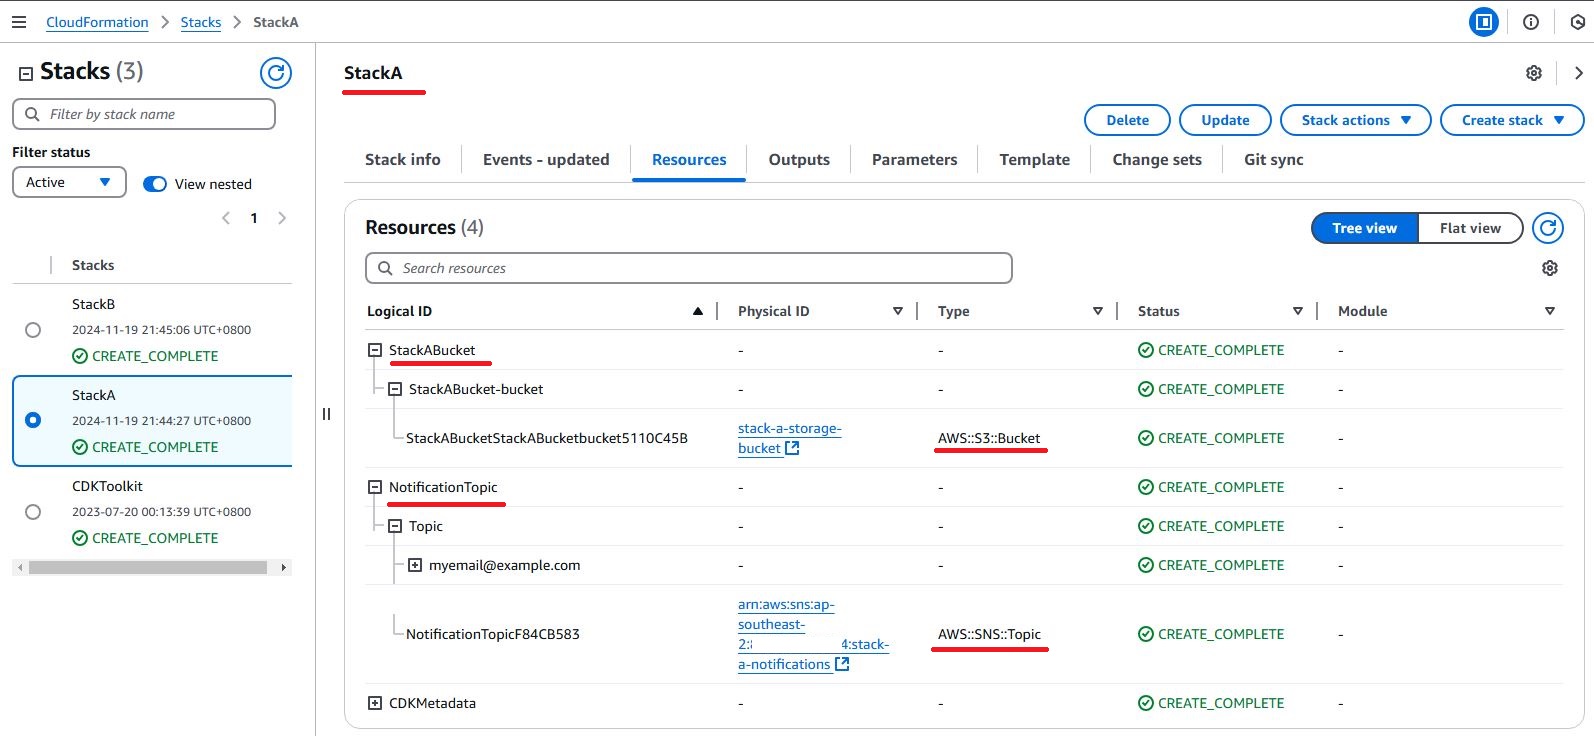 CloudFormation > Stacks > StackA
Stacks (3)
Filter by stack name
Filter status
Active
View nested
1
Stacks
StackB
2024-11-19 21:45:06 UTC+0800
CREATE_COMPLETE
StackA
2024-11-19 21:44:27 UTC+0800
CREATE_COMPLETE
CDKToolkit
2023-07-20 00:13:39 UTC+0800
CREATE_COMPLETE
StackA
Delete
Update
Stack actions
Create stack
Stack info
Events - updated
Resources
Outputs
Parameters
Template
Change sets
Git sync
Resources (4)
Tree view
Flat view
Search resources
Logical ID
Physical ID
Type
Status
Module
StackABucket - - CREATE_COMPLETE -
StackABucket-bucket - - CREATE_COMPLETE -
StackABucketStackABucketbucket5110C45B
stack-a-storage-
bucket
AWS::S3::Bucket
CREATE_COMPLETE -
NotificationTopic - - CREATE_COMPLETE -
Topic - - CREATE_COMPLETE -
myemail@example.com - - CREATE_COMPLETE -
NotificationTopicF84CB583
arn:aws:sns:ap-
southeast-
2: 4:stack-
a-notifications
AWS::SNS::Topic
CREATE_COMPLETE -
CDKMetadata - - CREATE_COMPLETE -